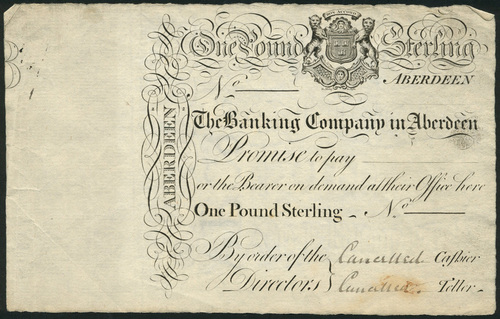 One Pound Sterling
No
ABERDEEN
ABERDEEN
The Banking Company in Aberdeen
Promise to pay
or the Bearer on demand at their Office here
One Pound Sterling - No
By order of the Cancelled Cashier
Directors Cancelled Teller